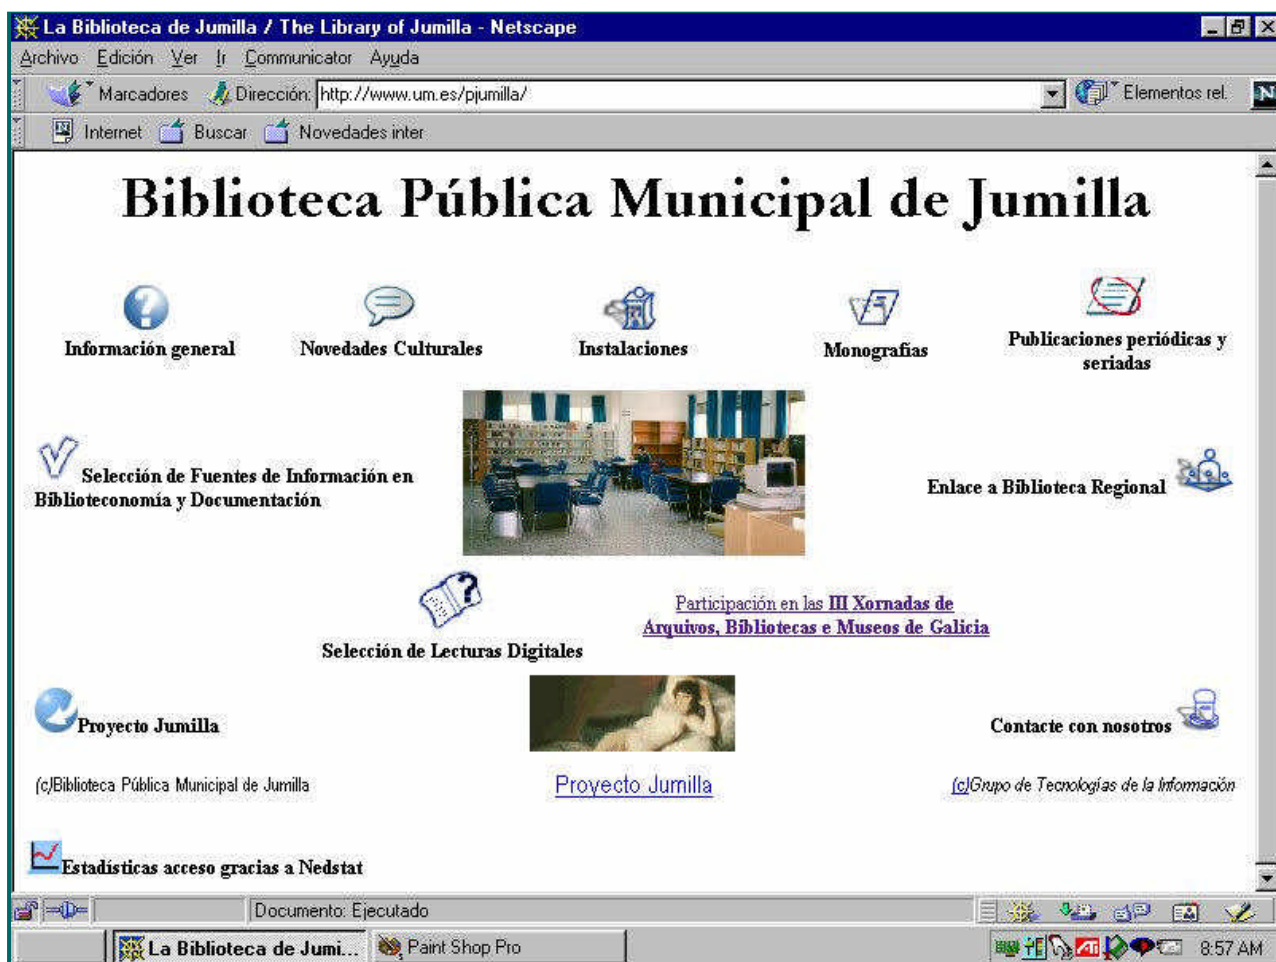 La Biblioteca de Jumilla / The Library of Jumilla - Netscape
Archivo Edición Ver Ir Communicator Ayuda
Marcadores Dirección: http://www.um.es/pjumilla/ Elementos rel.
Internet Buscar Novedades inter
Biblioteca Pública Municipal de Jumilla
Información general
Novedades Culturales
Instalaciones
Monografías
Publicaciones periódicas y
seriadas
Selección de Fuentes de Información en
Biblioteconomía y Documentación
Enlace a Biblioteca Regional
Selección de Lecturas Digitales
Participación en las III Xornadas de
Arquivos, Bibliotecas e Museos de Galicia
Proyecto Jumilla
Contacte con nosotros
(c)Biblioteca Pública Municipal de Jumilla
Proyecto Jumilla
(c)Grupo de Tecnologías de la Información
Estadísticas acceso gracias a Nedstat
Documento: Ejecutado
La Biblioteca de Jumi... Paint Shop Pro ATI 8:57 AM